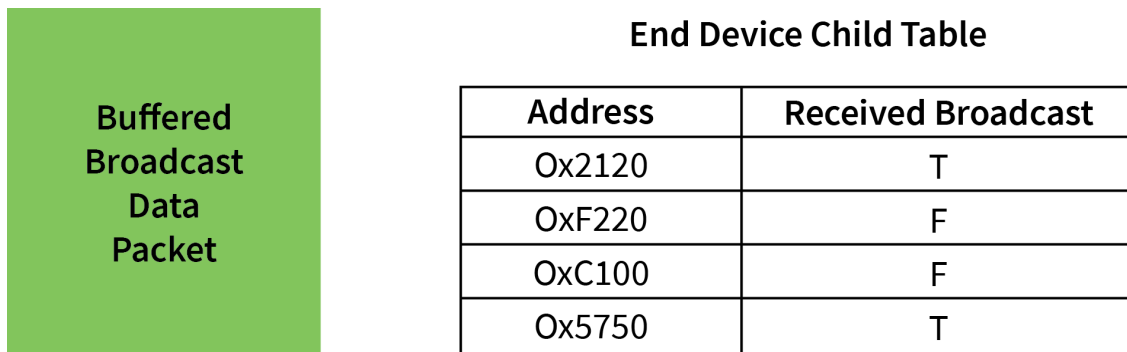 Buffered
Broadcast
Data
Packet
End Device Child Table
Address Received Broadcast
Ox2120 T
OxF220 F
OxC100 F
Ox5750 T